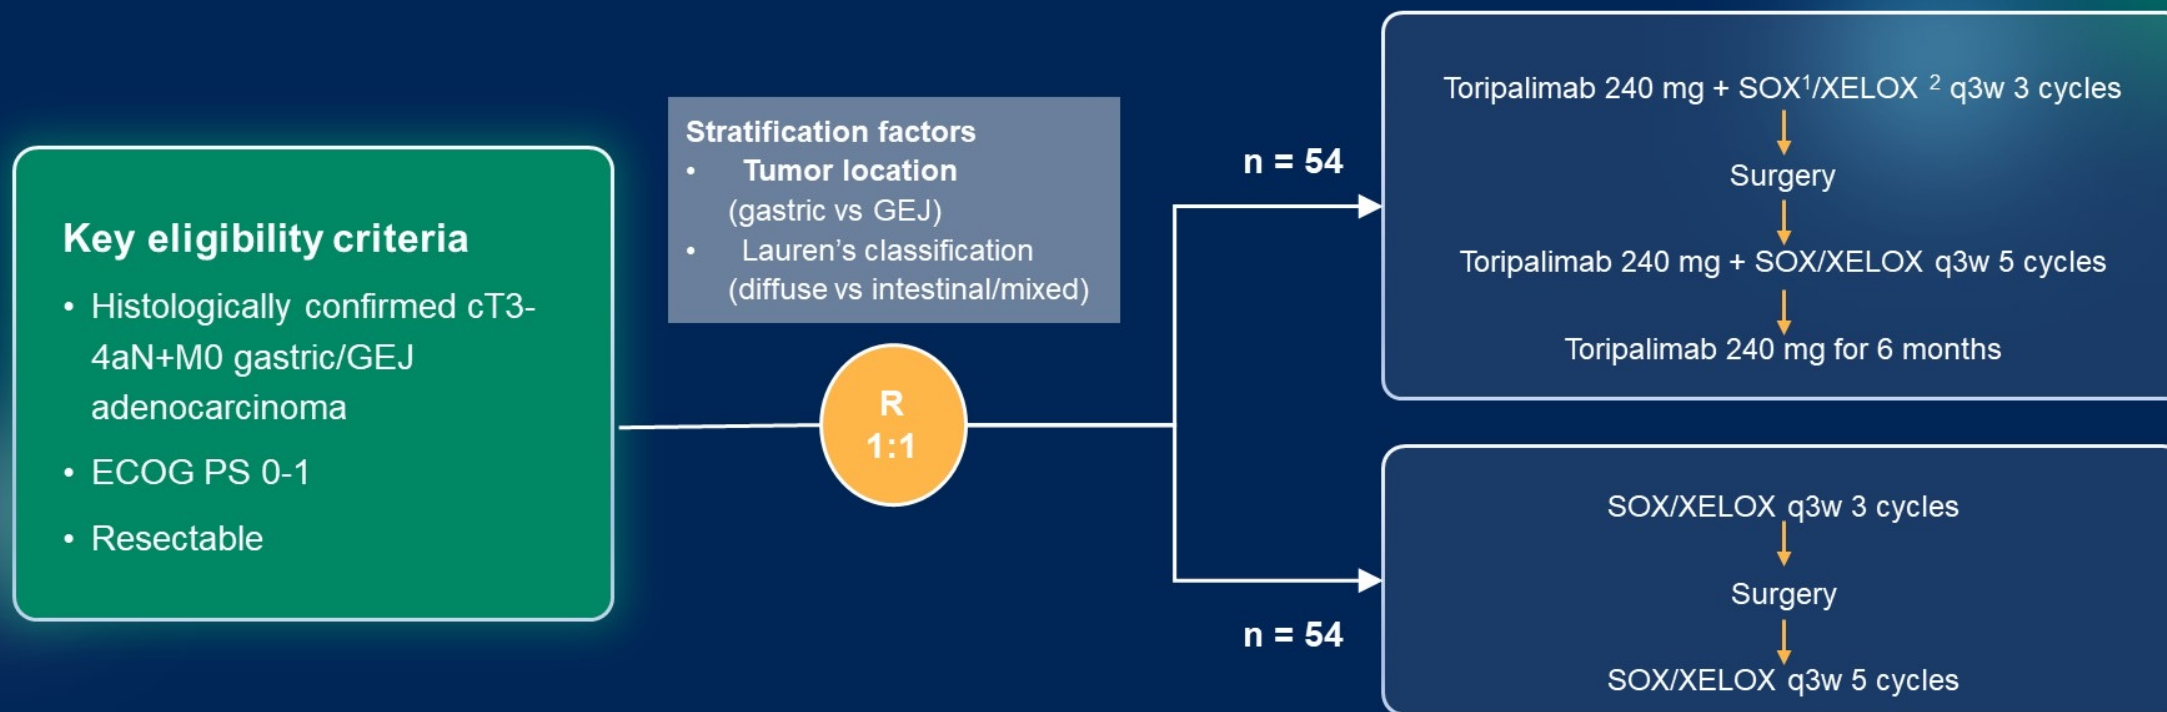 Key eligibility criteria
• Histologically confirmed cT3-
4aN+M0 gastric/GEJ
adenocarcinoma
• ECOG PS 0-1
• Resectable
Stratification factors
• Tumor location
(gastric vs GEJ)
• Lauren’s classification
(diffuse vs intestinal/mixed)
R
1:1
n = 54
Toripalimab 240 mg + SOX¹/XELOX ² q3w 3 cycles
Surgery
Toripalimab 240 mg + SOX/XELOX q3w 5 cycles
Toripalimab 240 mg for 6 months
n = 54
SOX/XELOX q3w 3 cycles
Surgery
SOX/XELOX q3w 5 cycles